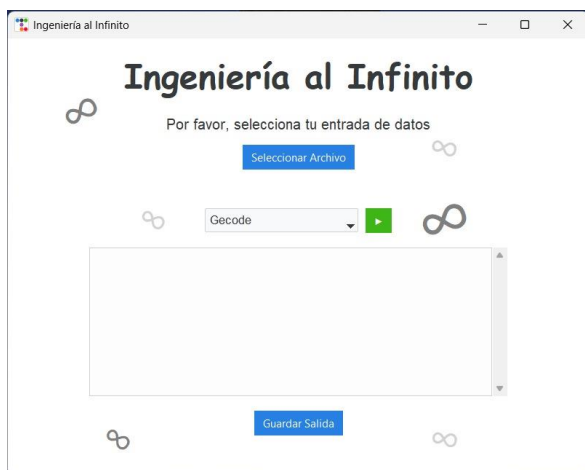 Ingeniería al Infinito
Ingeniería al Infinito
Por favor, selecciona tu entrada de datos
Seleccionar Archivo
Gecode
Guardar Salida